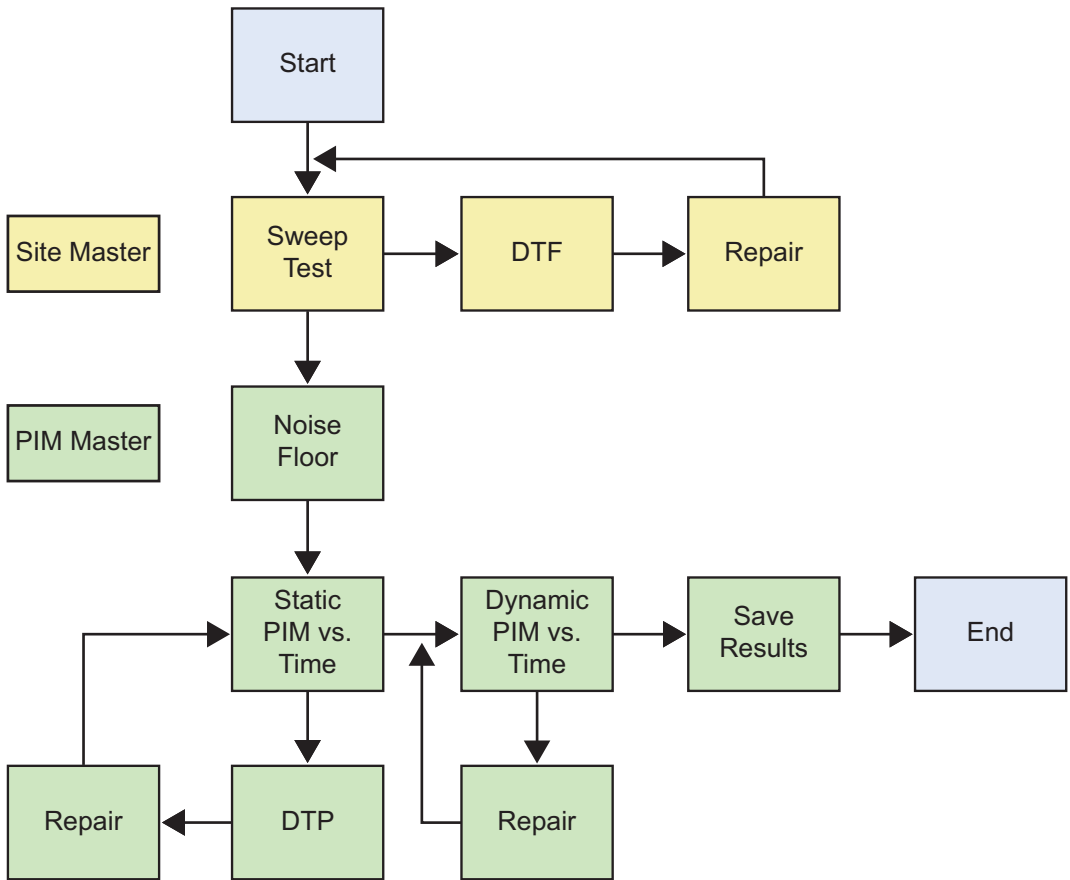 Start
Site Master
Sweep
Test
DTF
Repair
PIM Master
Noise
Floor
Static
PIM vs.
Time
Dynamic
PIM vs.
Time
Save
Results
End
Repair
DTP
Repair